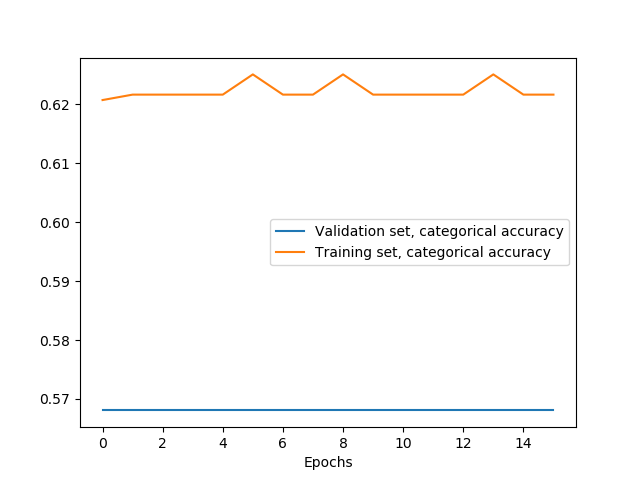 0.62
0.61
0.60
Validation set, categorical accuracy
Training set, categorical accuracy
0.59
0.58
0.57
0 2 4 6 8 10 12 14
Epochs